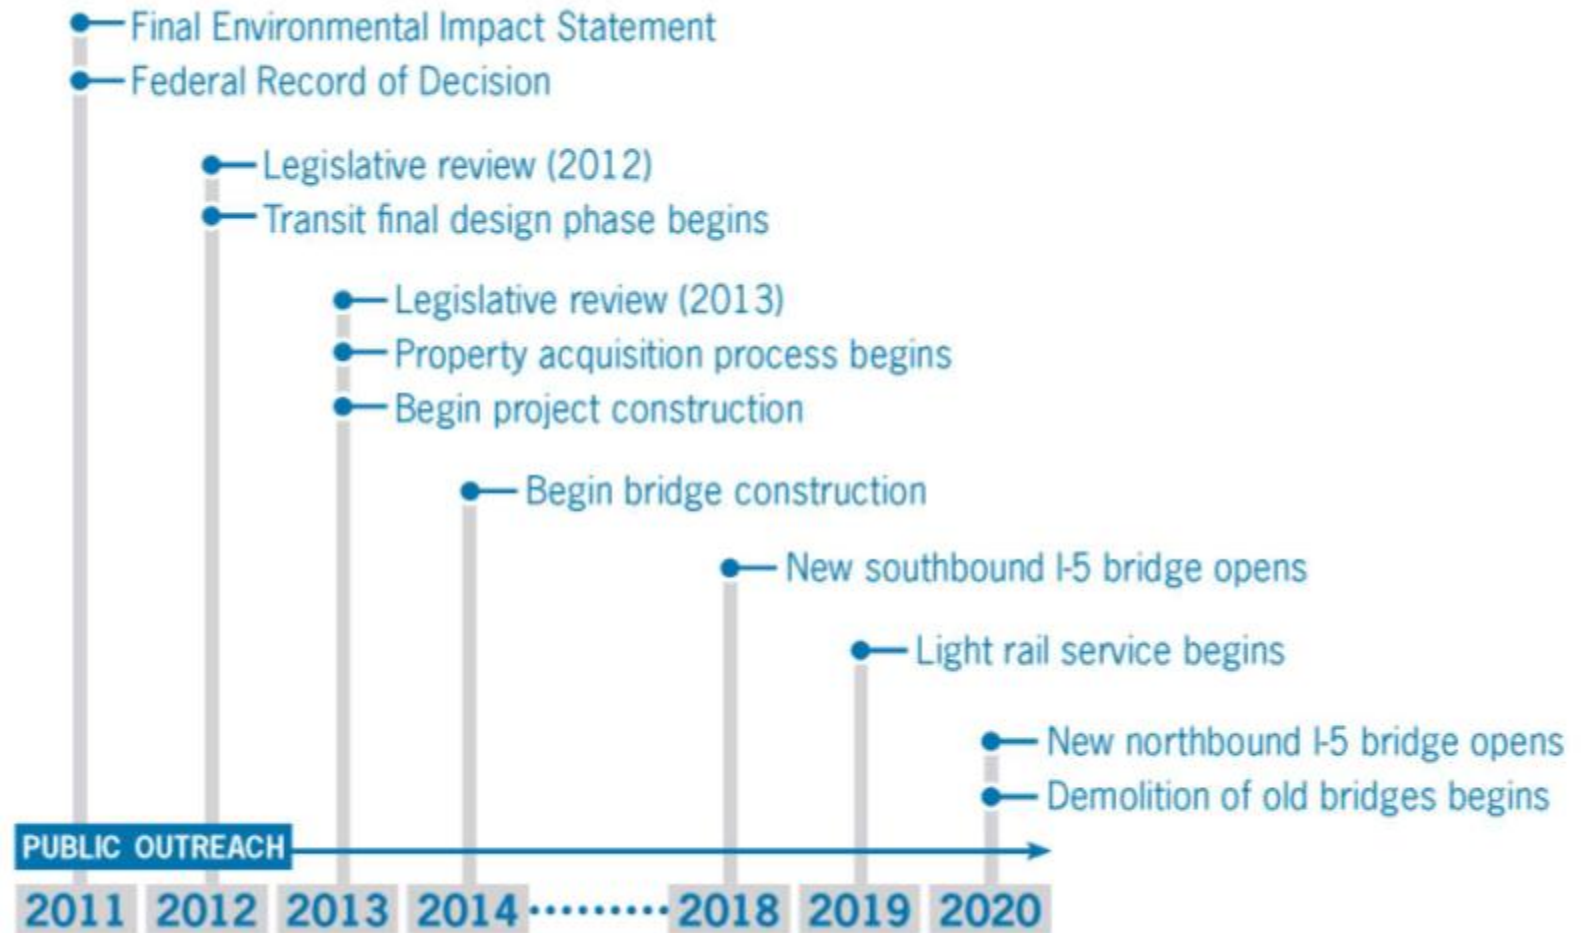 Final Environmental Impact Statement
Federal Record of Decision
Legislative review (2012)
Transit final design phase begins
Legislative review (2013)
Property acquisition process begins
Begin project construction
Begin bridge construction
New southbound I-5 bridge opens
Light rail service begins
New northbound I-5 bridge opens
Demolition of old bridges begins
PUBLIC OUTREACH
2011 2012 2013 2014 2018 2019 2020